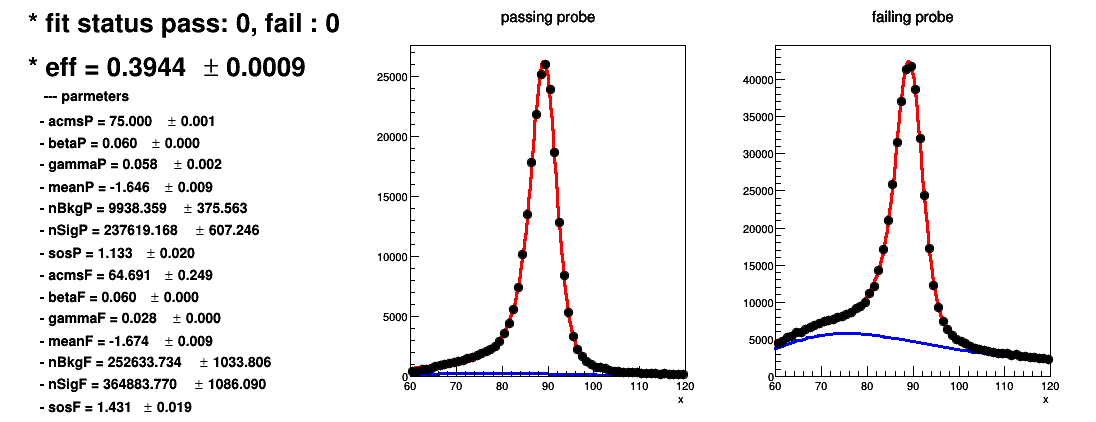 * fit status pass: 0, fail : 0
* eff = 0.3944 ± 0.0009
--- parmeters
- acmsP = 75.000 ± 0.001
- betaP = 0.060 ± 0.000
- gammaP = 0.058 ± 0.002
- meanP = -1.646 ± 0.009
- nBkgP = 9938.359 ± 375.563
- nSigP = 237619.168 ± 607.246
- sosP = 1.133 ± 0.020
- acmsF = 64.691 ± 0.249
- betaF = 0.060 ± 0.000
- gammaF = 0.028 ± 0.000
- meanF = -1.674 ± 0.009
- nBkgF = 252633.734 ± 1033.806
- nSigF = 364883.770 ± 1086.090
- sosF = 1.431 ± 0.019
passing probe
25000
20000
15000
10000
5000
0
60 70 80 90 100 110 120
x
failing probe
40000
35000
30000
25000
20000
15000
10000
5000
0
60 70 80 90 100 110 120
x